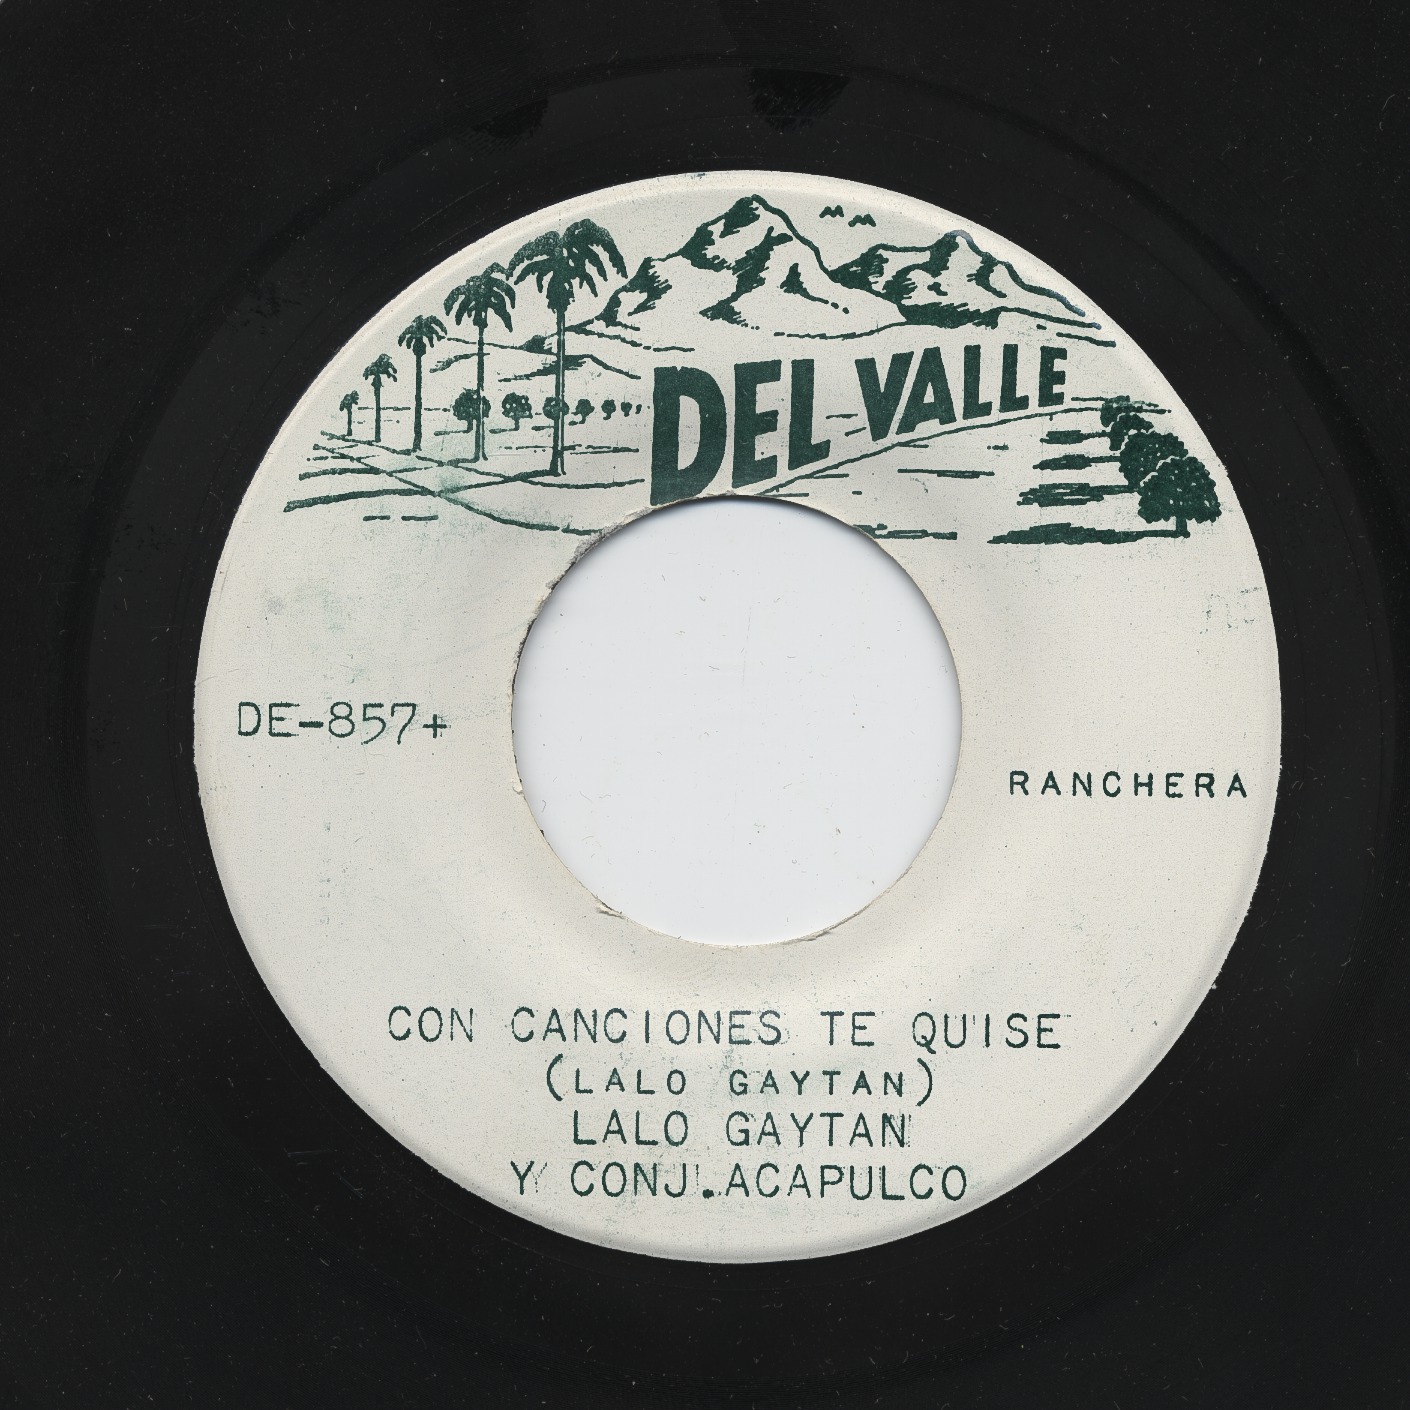 DEL VALLE
DE-857+
RANCHERA
CON CANCIONES TE QUISE
(LALO GAYTAN)
LALO GAYTAN
Y CONJ. ACAPULCO